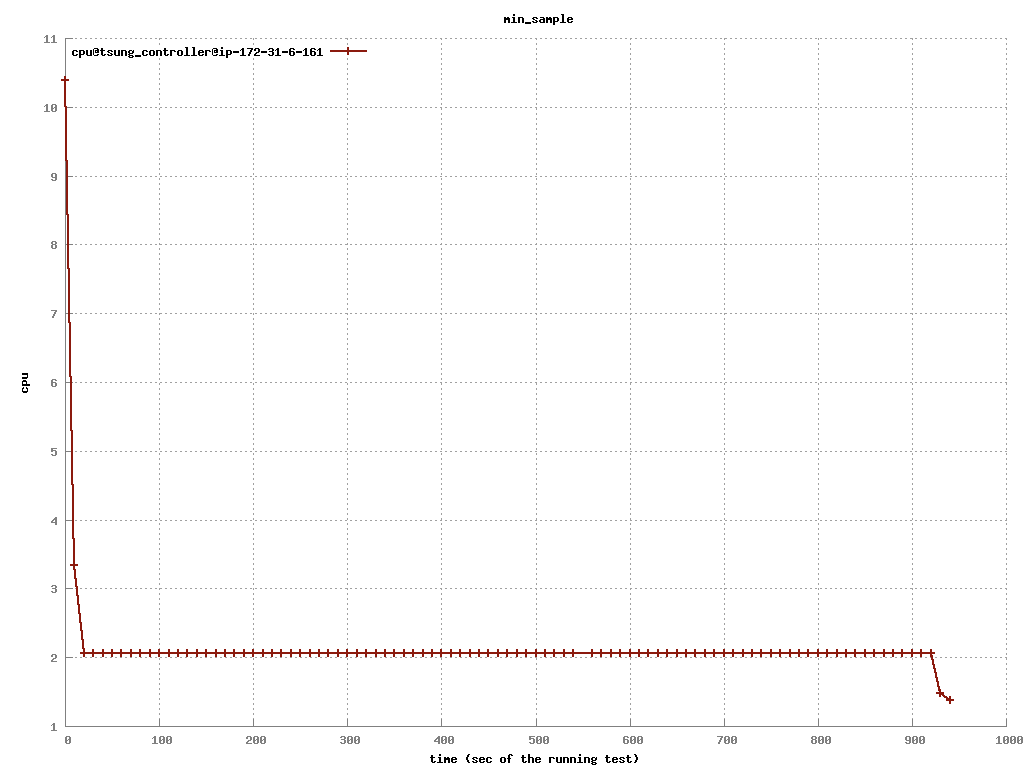 min_sample
cpu@tsung_controller@ip-172-31-6-161
11
10
9
8
7
6
5
4
3
2
1
cpu
0 100 200 300 400 500 600 700 800 900 1000
time (sec of the running test)